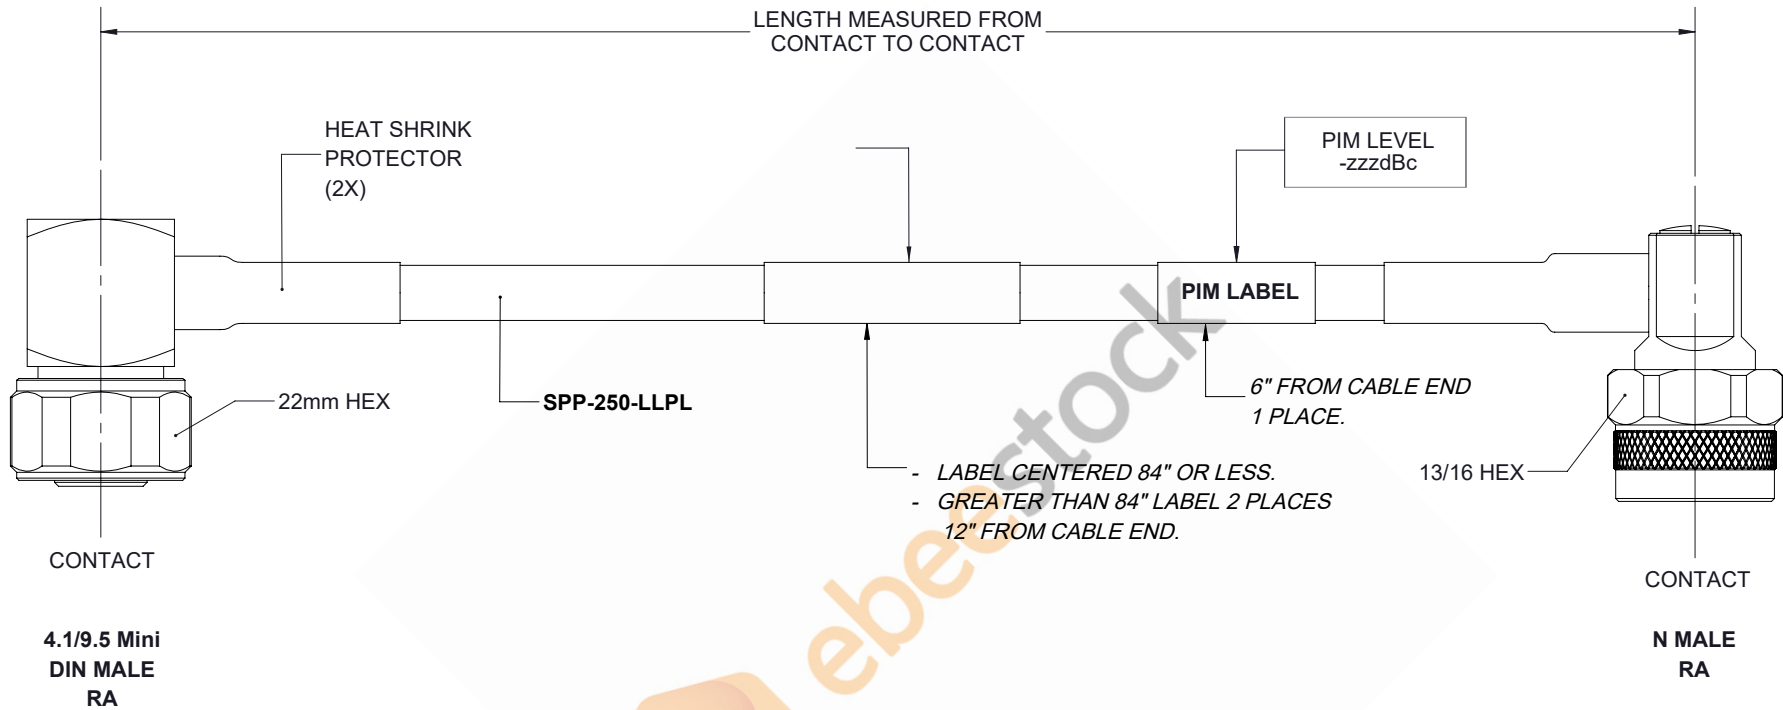 LENGTH MEASURED FROM
CONTACT TO CONTACT
HEAT SHRINK
PROTECTOR
(2X)
PIM LEVEL
-zzzdBc
PIM LABEL
22mm HEX
SPP-250-LLPL
6" FROM CABLE END
1 PLACE.
- LABEL CENTERED 84" OR LESS.
- GREATER THAN 84" LABEL 2 PLACES
12" FROM CABLE END.
13/16 HEX
CONTACT
4.1/9.5 Mini
DIN MALE
RA
CONTACT
N MALE
RA
ebeestock